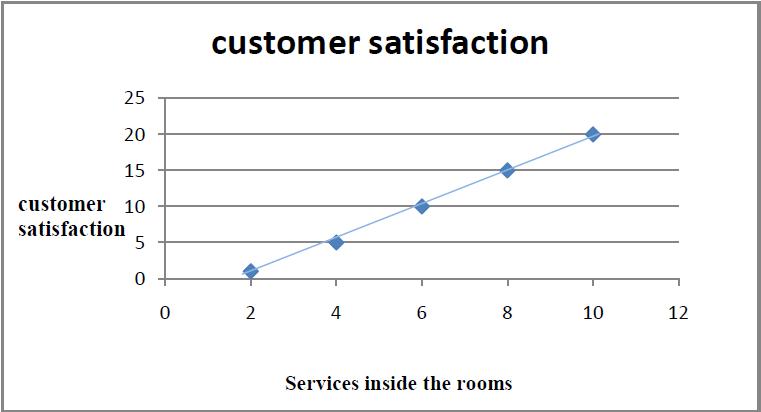 customer satisfaction
25
20
15
10
5
0
customer
satisfaction
0 2 4 6 8 10 12
Services inside the rooms